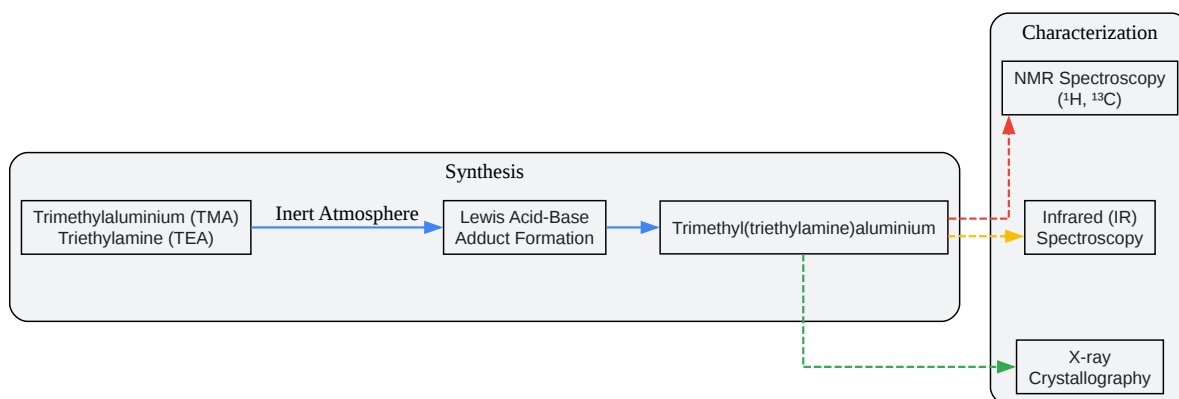 Characterization
NMR Spectroscopy
(¹H, ¹³C)
Synthesis
Trimethylaluminium (TMA)
Triethylamine (TEA)
Inert Atmosphere
Lewis Acid-Base
Adduct Formation
Trimethyl(triethylamine)aluminium
Infrared (IR)
Spectroscopy
X-ray
Crystallography